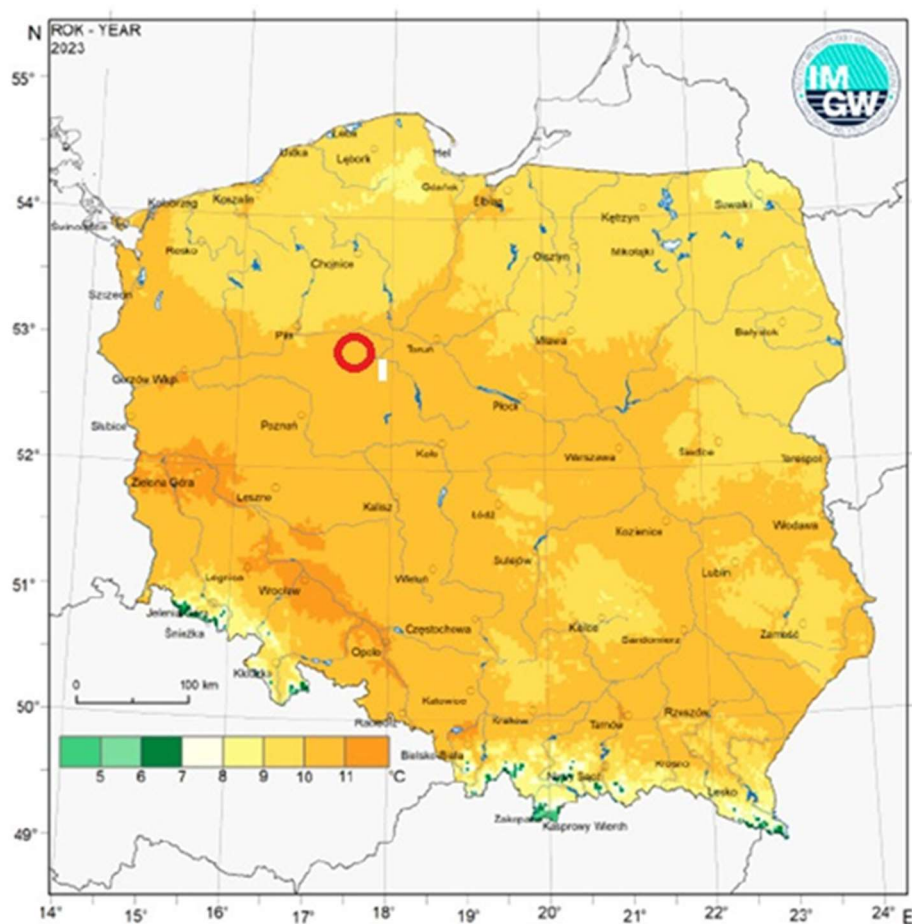 N
ROK - YEAR
2023
IM
GW
55°
Łeba
Ustka
Lębork
Hel
Gdańsk
54°
Kołobrzeg
Koszalin
Elbląg
Kętrzyn
Suwałki
Świnoujście
Resko
Chojnice
Olsztyn
Mikołajki
Szczecin
53°
Piła
Toruń
Mława
Białystok
Gorzów Wlkp.
Płock
Słubice
Poznań
52°
Koło
Warszawa
Siedlce
Terespol
Zielona Góra
Leszno
Kalisz
Łódź
Kozienice
Włodawa
51°
Legnica
Wrocław
Wieluń
Sulejów
Lublin
Jelenia Góra
Śnieżka
Częstochowa
Kielce
Sandomierz
Zamość
Opole
Kłodzko
50°
0 100 km
Katowice
Racibórz
Kraków
Tarnów
Rzeszów
5 6 7 8 9 10 11 °C
Bielsko-Biała
Nowy Sącz
Krosno
Lesko
49°
Zakopane
Kasprowy Wierch
14° 15° 16° 17° 18° 19° 20° 21° 22° 23° E